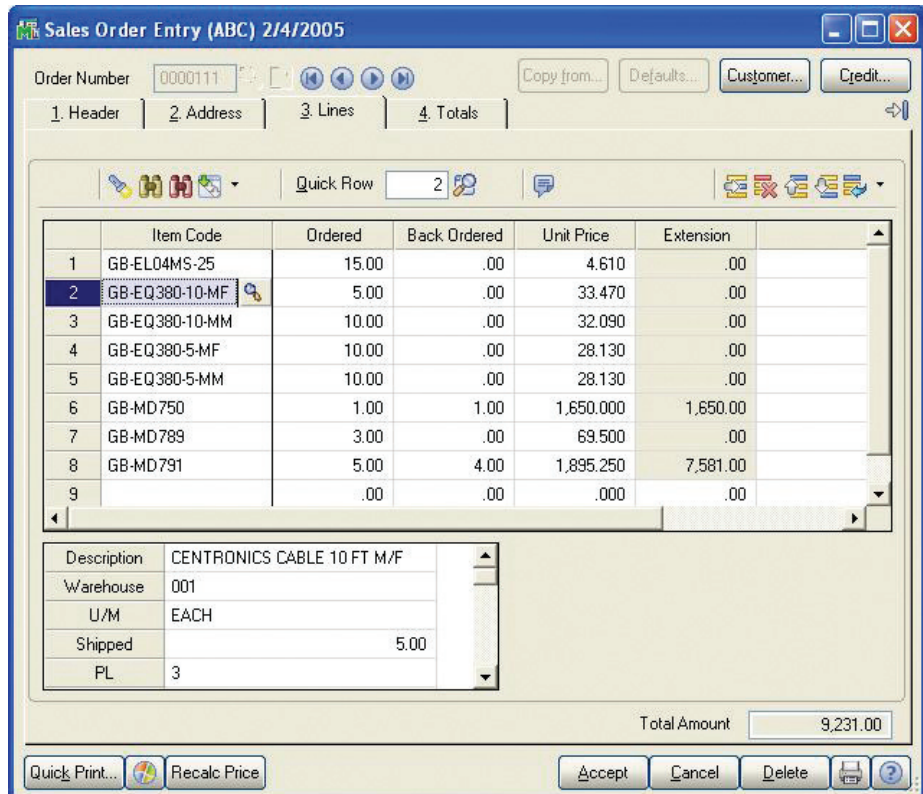 Sales Order Entry (ABC) 2/4/2005
Order Number 0000111 Copy from... Defaults... Customer... Credit...
1. Header 2. Address 3. Lines 4. Totals
Quick Row 2
Item Code Ordered Back Ordered Unit Price Extension
1 GB-EL04MS-25 15.00 .00 4.610 .00
2 GB-EQ380-10-MF 5.00 .00 33.470 .00
3 GB-EQ380-10-MM 10.00 .00 32.090 .00
4 GB-EQ380-5-MF 10.00 .00 28.130 .00
5 GB-EQ380-5-MM 10.00 .00 28.130 .00
6 GB-MD750 1.00 1.00 1,650.000 1,650.00
7 GB-MD789 3.00 .00 69.500 .00
8 GB-MD791 5.00 4.00 1,895.250 7,581.00
9 .00 .00 .000 .00
Description CENTRONICS CABLE 10 FT M/F
Warehouse 001
U/M EACH
Shipped 5.00
PL 3
Total Amount 9,231.00
Quick Print... Recalc Price Accept Cancel Delete ?